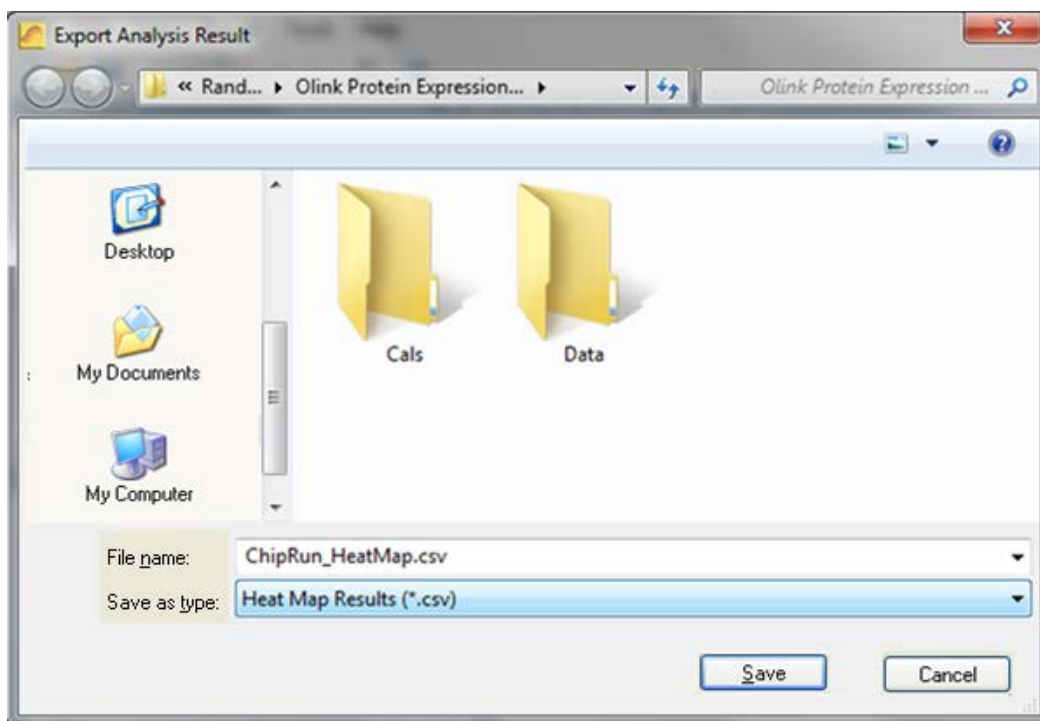 Export Analysis Result
« Rand... ▸ Olink Protein Expression... ▸
Olink Protein Expression ...
Desktop
My Documents
My Computer
Cals
Data
File name: ChipRun_HeatMap.csv
Save as type: Heat Map Results (*.csv)
Save
Cancel